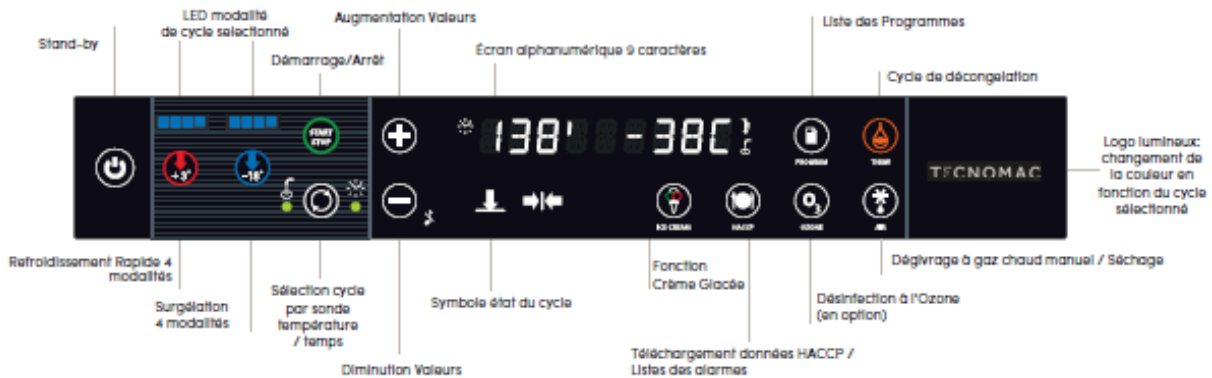 LED modalité
de cycle selectionné
Augmentation Valeurs
Liste des Programmes
Stand-by
Démarrage/Arrêt
Écran alphanumérique 9 caractères
Cycle de décongelation
START
STOP
138' -38C
PROGRAM
THAW
+3°
-18°
TECNOMAC
Logo lumineux:
changement de
la couleur en
fonction du cycle
sélectionné
ICE CREAM
HACCP
O3
OZONE
AIR
Refroidissement Rapide 4
modalités
Surgélation
4 modalités
Sélection cycle
par sonde
température
/ temps
Diminution Valeurs
Symbole état du cycle
Fonction
Crème Glacée
Téléchargement données HACCP /
Listes des alarmes
Désinfection à l'Ozone
(en option)
Dégivrage à gaz chaud manuel / Séchage